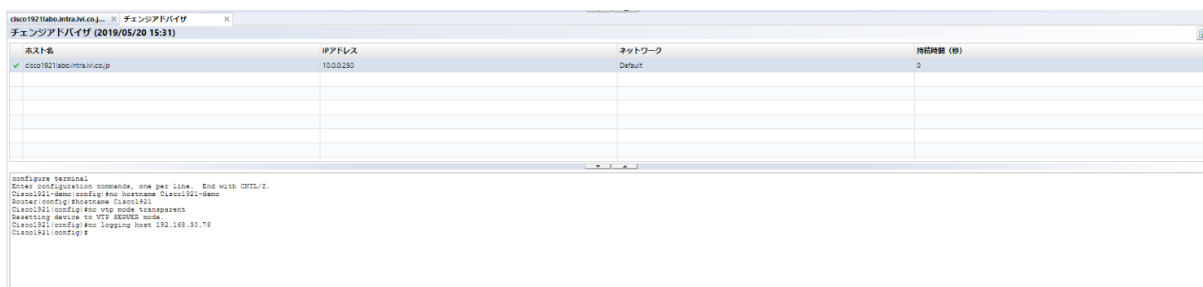 cisco1921labo.intra.lvi.co.j... × チェンジアドバイザ ×
チェンジアドバイザ (2019/05/20 15:31)
ホスト名 IPアドレス ネットワーク 持続時間 (秒)
cisco1921labo.intra.lvi.co.jp 10.0.0.250 Default 0
configure terminal
Enter configuration commands, one per line. End with CNTL/Z.
Cisco1921-demo(config)#no hostname Cisco1921-demo
Router(config)#hostname Cisco1921
Cisco1921(config)#no vtp mode transparent
Resetting device to VTP SERVER mode.
Cisco1921(config)#no logging host 192.168.30.78
Cisco1921(config)#